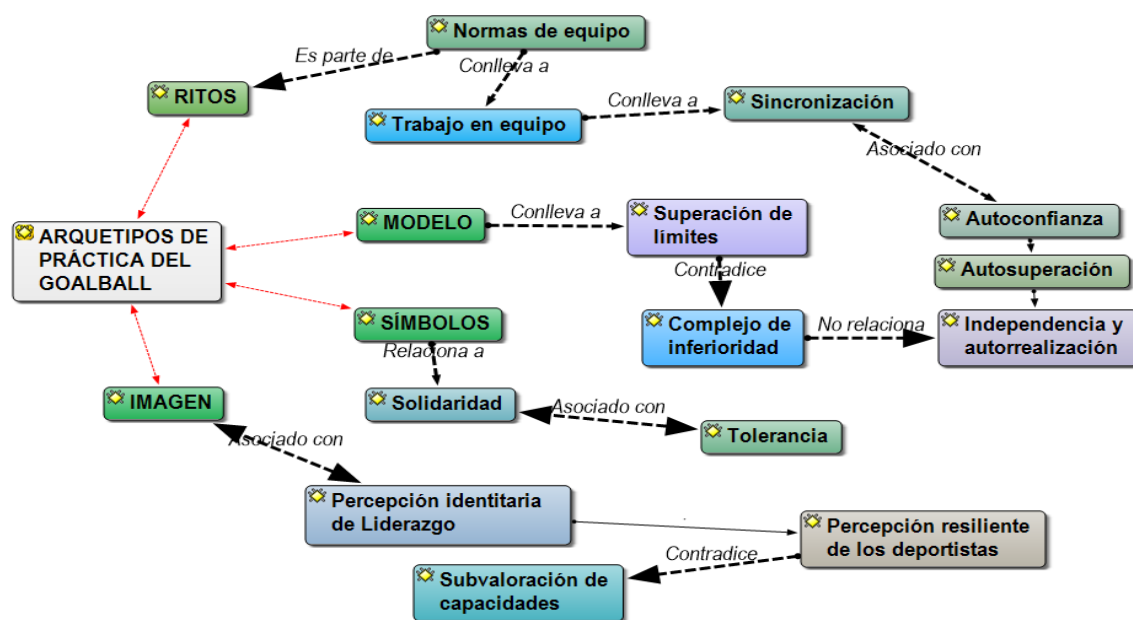 Normas de equipo
Es parte de
Conlleva a
RITOS
Trabajo en equipo
Conlleva a
Sincronización
Asociado con
ARQUETIPOS DE
PRÁCTICA DEL
GOALBALL
MODELO
Conlleva a
Superación de
límites
Autoconfianza
Contradice
Autosuperación
SÍMBOLOS
Complejo de
inferioridad
No relaciona
Independencia y
autorrealización
Relaciona a
IMAGEN
Solidaridad
Asociado con
Tolerancia
Asociado con
Percepción identitaria
de Liderazgo
Percepción resiliente
de los deportistas
Contradice
Subvaloración de
capacidades